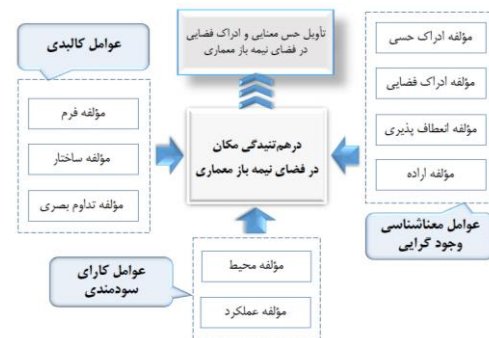 تأویل حس معنایی و ادراک فضایی
در فضای نیمه باز معماری
عوامل کالبدی
مؤلفه فرم
مؤلفه ساختار
مؤلفه تداوم بصری
درهم‌تنیدگی مکان
در فضای نیمه باز معماری
مؤلفه ادراک حسی
مؤلفه ادراک فضایی
مؤلفه انعطاف پذیری
مؤلفه اراده
عوامل معناشناسی
وجود گرایی
عوامل کارای
سودمندی
مؤلفه محیط
مؤلفه عملکرد